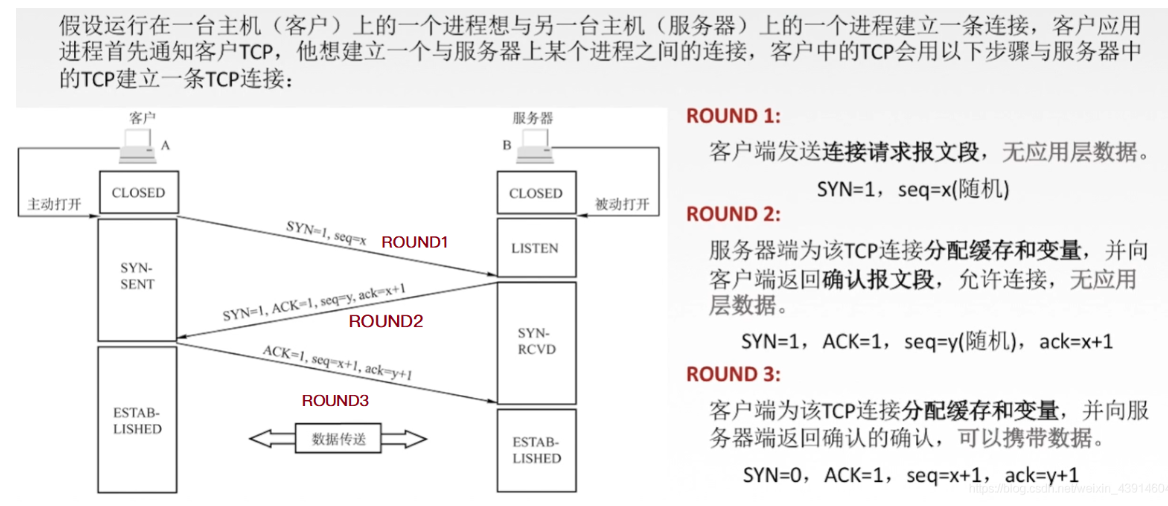 假设运行在一台主机（客户）上的一个进程想与另一台主机（服务器）上的一个进程建立一条连接，客户应用
进程首先通知客户TCP，他想建立一个与服务器上某个进程之间的连接，客户中的TCP会用以下步骤与服务器中
的TCP建立一条TCP连接：
客户
A
服务器
B
CLOSED
CLOSED
主动打开
被动打开
SYN=1, seq=x
ROUND1
LISTEN
SYN-
SENT
SYN=1, ACK=1, seq=y, ack=x+1
ROUND2
SYN-
RCVD
ACK=1, seq=x+1, ack=y+1
ROUND3
ESTAB-
LISHED
数据传送
ESTAB-
LISHED
ROUND 1:
客户端发送连接请求报文段，无应用层数据。
SYN=1，seq=x(随机)
ROUND 2:
服务器端为该TCP连接分配缓存和变量，并向
客户端返回确认报文段，允许连接，无应用
层数据。
SYN=1，ACK=1，seq=y(随机)，ack=x+1
ROUND 3:
客户端为该TCP连接分配缓存和变量，并向服
务器端返回确认的确认，可以携带数据。
SYN=0，ACK=1，seq=x+1，ack=y+1
https://blog.csdn.net/weixin_4391460